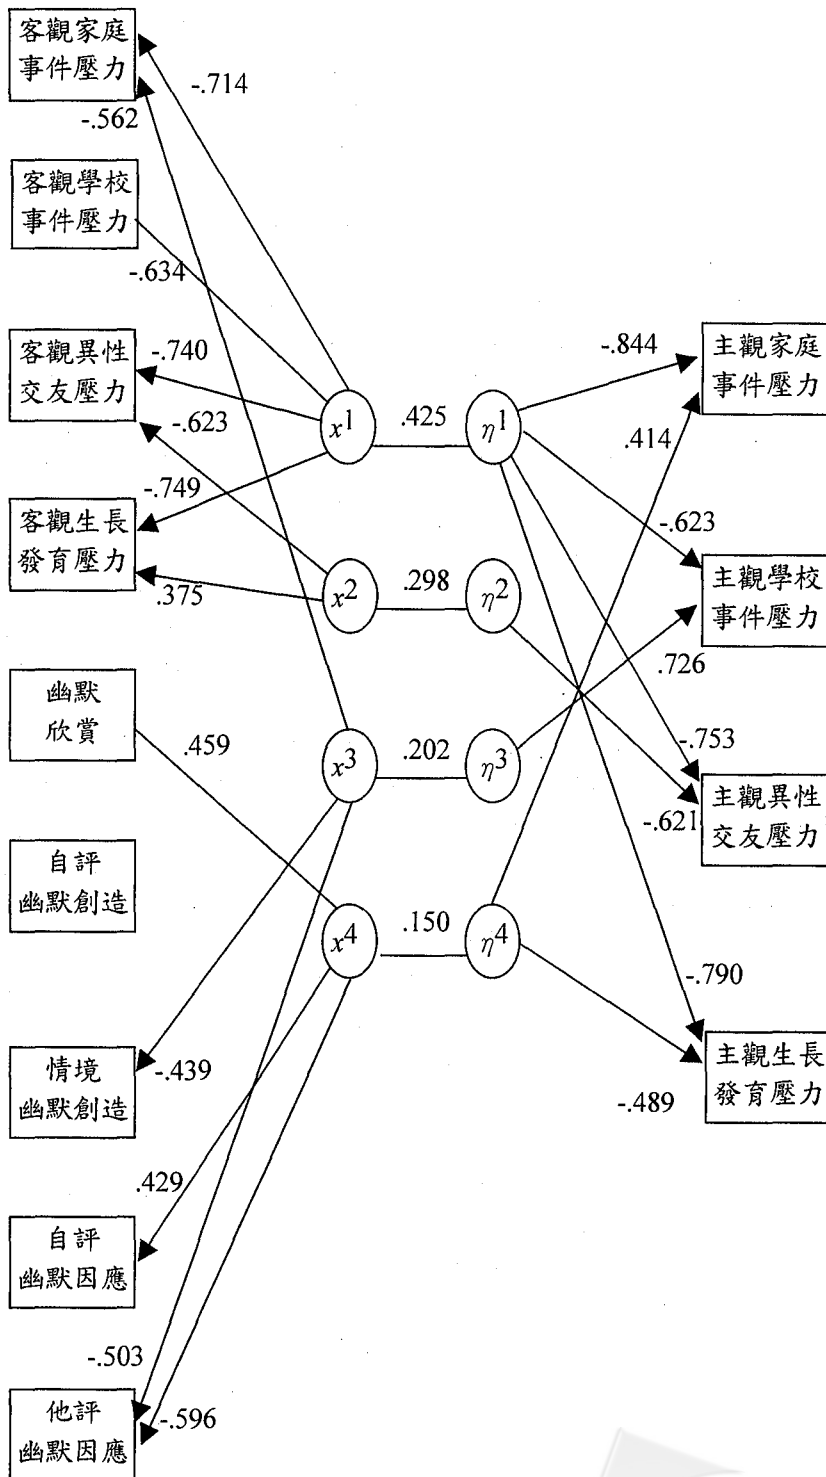 客觀家庭
事件壓力
-.714
-.562
客觀學校
事件壓力
-.634
客觀異性
交友壓力
-.740
-.623
-.749
客觀生長
發育壓力
.375
幽默
欣賞
.459
自評
幽默創造
情境
幽默創造
-.439
.429
自評
幽默因應
-.503
他評
幽默因應
-.596
x1
.425
η1
x2
.298
η2
x3
.202
η3
x4
.150
η4
-.844
主觀家庭
事件壓力
.414
-.623
主觀學校
事件壓力
.726
-.753
主觀異性
交友壓力
-.621
-.790
主觀生長
發育壓力
-.489